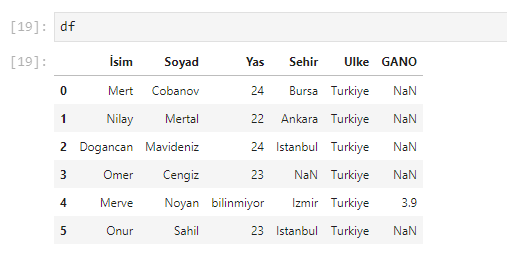 [19]: df
[19]:
İsim Soyad Yas Sehir Ulke GANO
0 Mert Cobanov 24 Bursa Turkiye NaN
1 Nilay Mertal 22 Ankara Turkiye NaN
2 Dogancan Mavideniz 24 Istanbul Turkiye NaN
3 Omer Cengiz 23 NaN Turkiye NaN
4 Merve Noyan bilinmiyor Izmir Turkiye 3.9
5 Onur Sahil 23 Istanbul Turkiye NaN